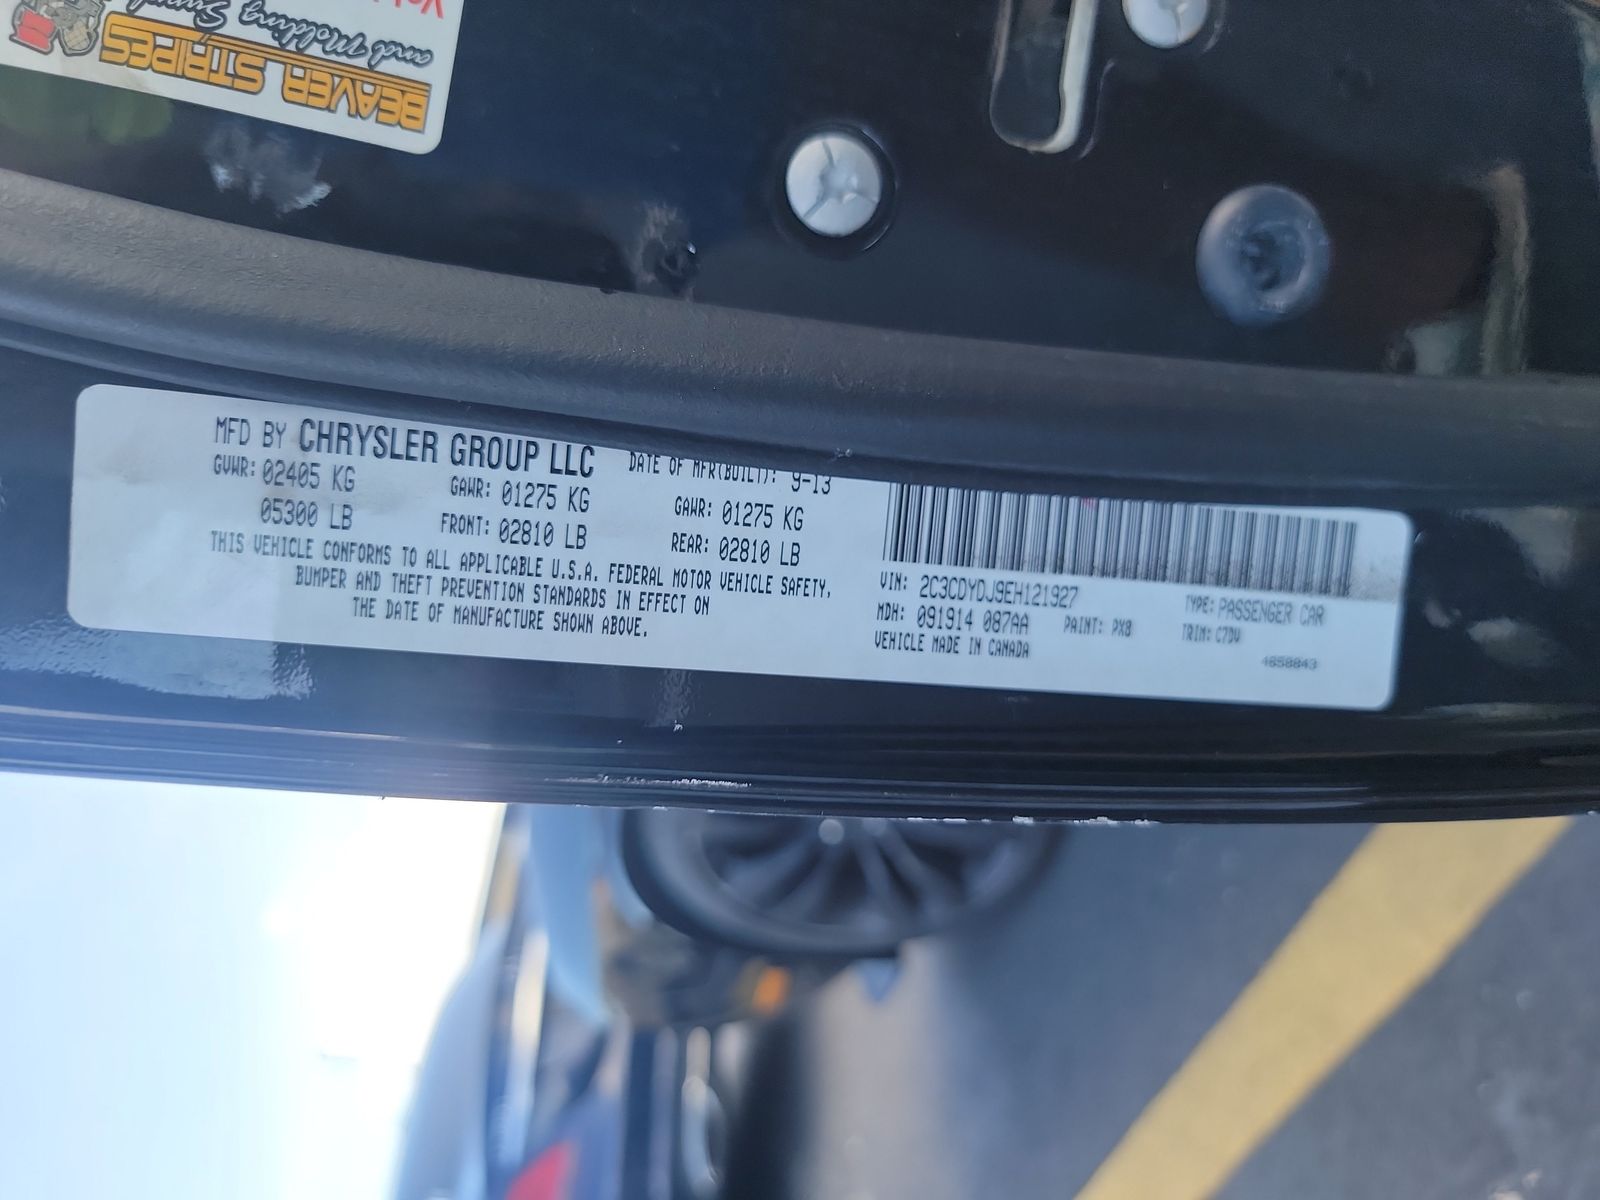 BEAVER STRIPES
and Molding
MFD BY CHRYSLER GROUP LLC
DATE OF MFR(BUILT): 9-13
GVWR: 02405 KG
05300 LB
GAWR: 01275 KG
FRONT: 02810 LB
GAWR: 01275 KG
REAR: 02810 LB
THIS VEHICLE CONFORMS TO ALL APPLICABLE U.S.A. FEDERAL MOTOR VEHICLE SAFETY,
BUMPER AND THEFT PREVENTION STANDARDS IN EFFECT ON
THE DATE OF MANUFACTURE SHOWN ABOVE.
VIN: 2C3CDYDJ9EH121927
TYPE: PASSENGER CAR
MDH: 091914 087AA
PAINT: PX8
TRIM: C7DV
VEHICLE MADE IN CANADA
4658843